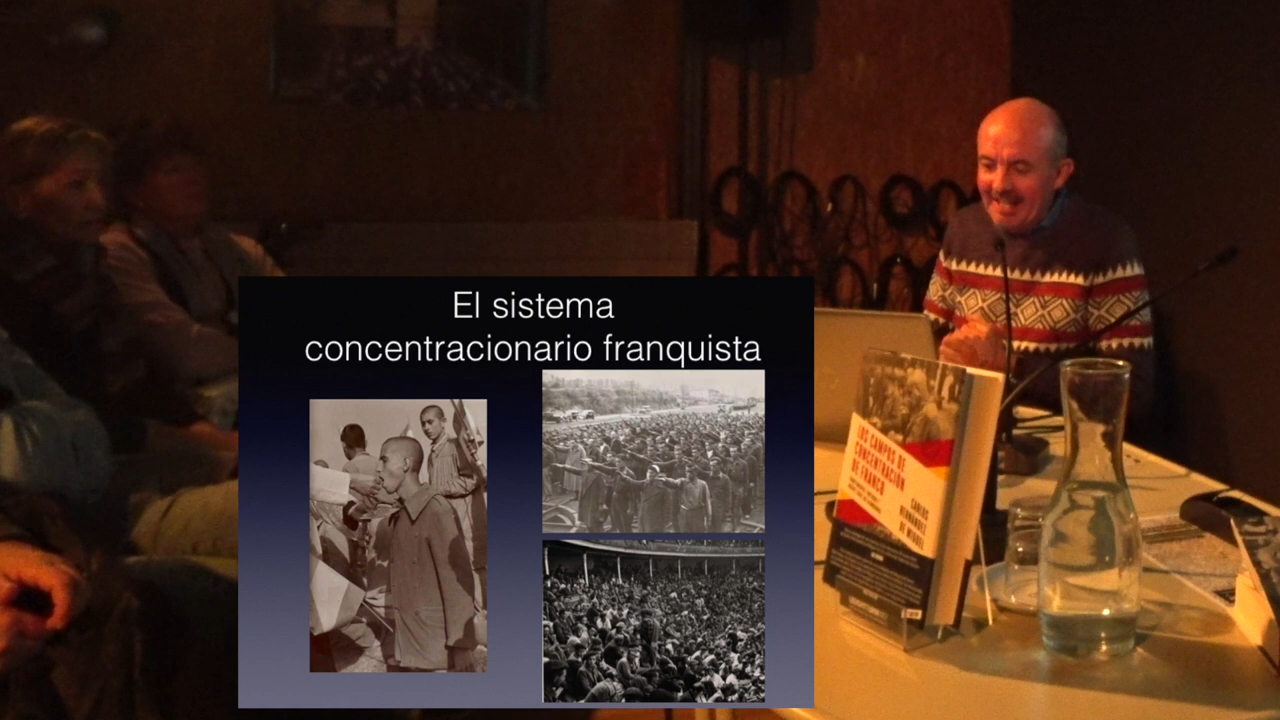 El sistema
concentracionario franquista
LOS CAMPOS DE
CONCENTRACIÓN
DE FRANCO
CARLOS
HERNÁNDEZ
DE MIGUEL